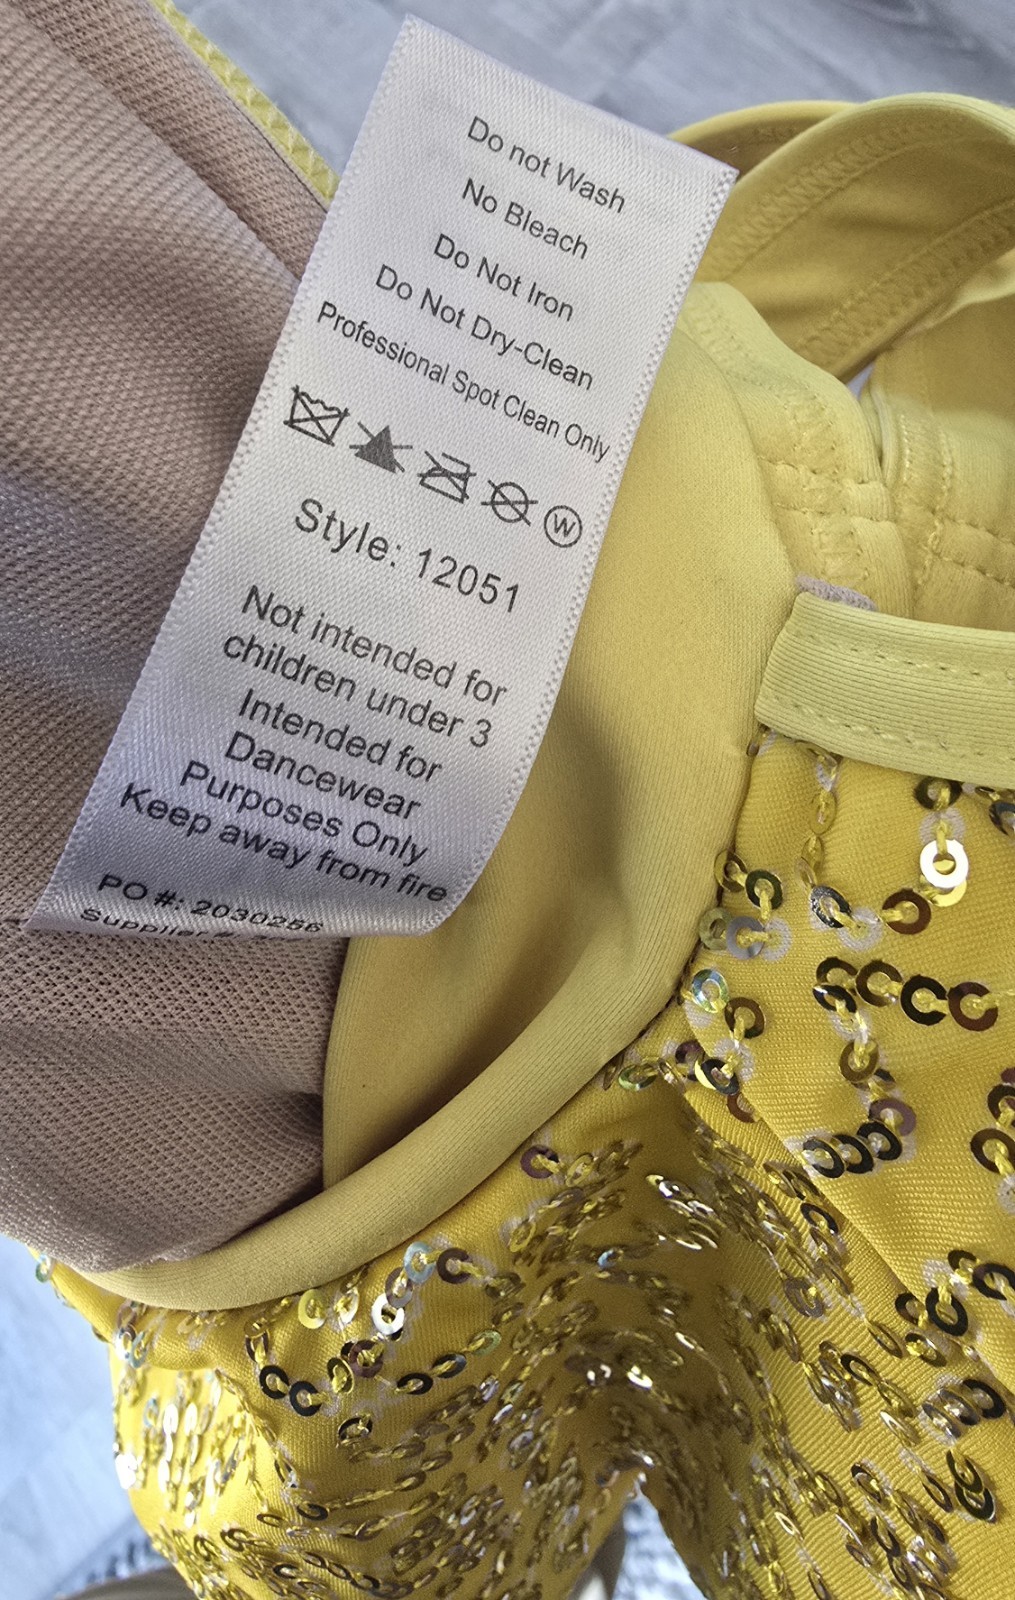 Do not Wash
No Bleach
Do Not Iron
Do Not Dry-Clean
Professional Spot Clean Only
W
Style: 12051
Not intended for
children under 3
Intended for
Dancewear
Purposes Only
Keep away from fire
PO #: 2030256
Supplier